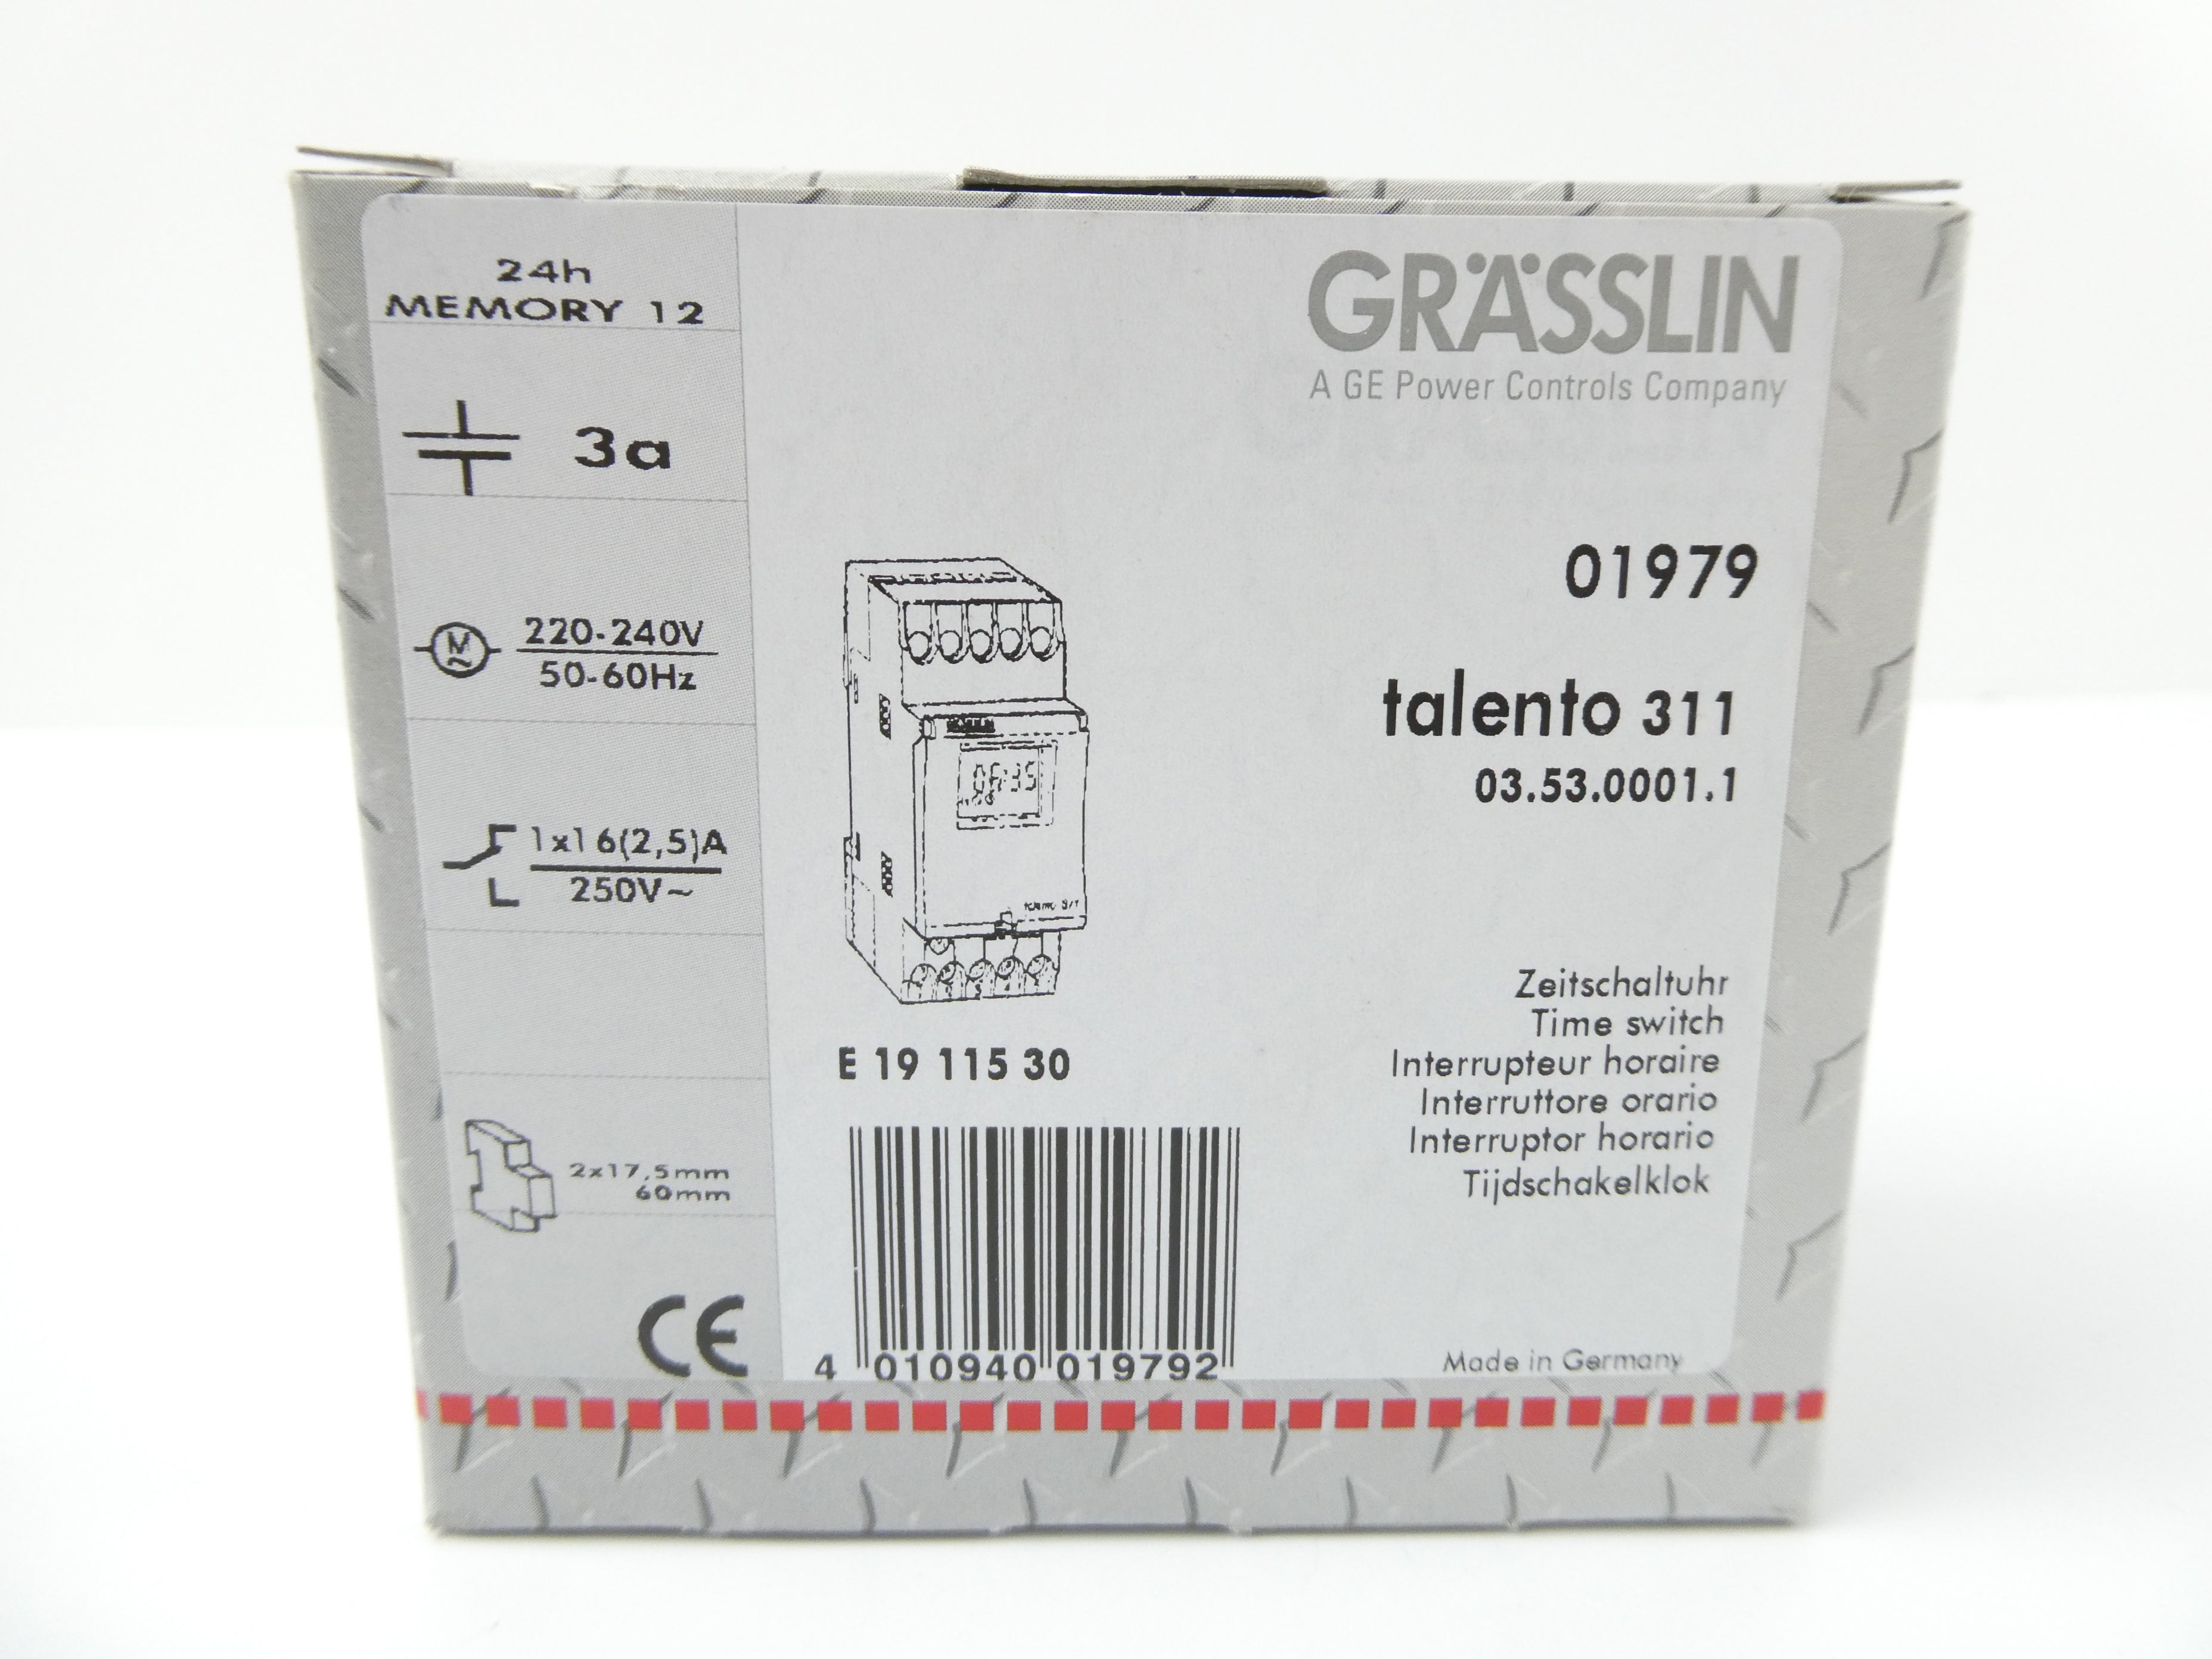 24h
MEMORY 12
3a
M
~
220-240V
50-60Hz
1x16(2,5)A
250V~
2x17,5mm
60mm
CE
GRÄSSLIN
A GE Power Controls Company
01979
talento 311
03.53.0001.1
06:35
E 19 115 30
Zeitschaltuhr
Time switch
Interrupteur horaire
Interruttore orario
Interruptor horario
Tijdschakelklok
4 010940 019792
Made in Germany